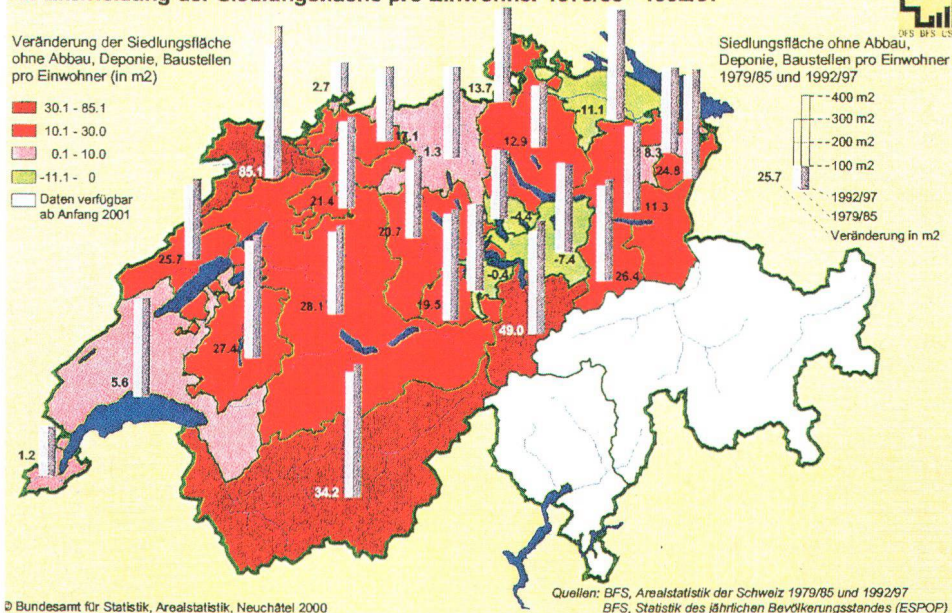 Veränderung der Siedlungsfläche
ohne Abbau, Deponie, Baustellen
pro Einwohner (in m2)
30.1 - 85.1
10.1 - 30.0
0.1 - 10.0
-11.1 - 0
Daten verfügbar
ab Anfang 2001
OFS BFS UST
Siedlungsfläche ohne Abbau,
Deponie, Baustellen pro Einwohner
1979/85 und 1992/97
400 m2
300 m2
200 m2
100 m2
25.7
1992/97
1979/85
Veränderung in m2
2.7
13.7
-11.1
17.1
1.3
12.9
8.3
85.1
24.8
21.4
11.3
20.7
-4.4
25.7
-7.4
-0.4
26.4
28.1
19.5
49.0
27.4
5.6
1.2
34.2
© Bundesamt für Statistik, Arealstatistik, Neuchâtel 2000
Quellen: BFS, Arealstatistik der Schweiz 1979/85 und 1992/97
BFS, Statistik des jährlichen Bevölkerungsstandes (ESPOP)